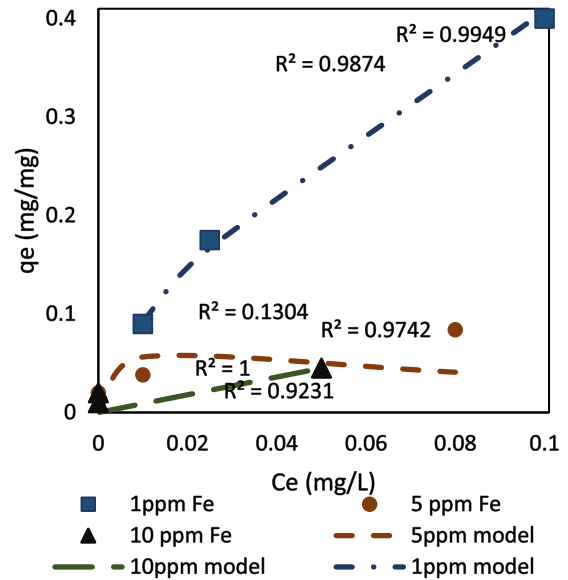 0.4
R² = 0.9949
R² = 0.9874
0.3
qe (mg/mg)
0.2
0.1
R² = 0.1304
R² = 0.9742
R² = 1
R² = 0.9231
0
0 0.02 0.04 0.06 0.08 0.1
Ce (mg/L)
1ppm Fe 5 ppm Fe
10 ppm Fe 5ppm model
10ppm model 1ppm model